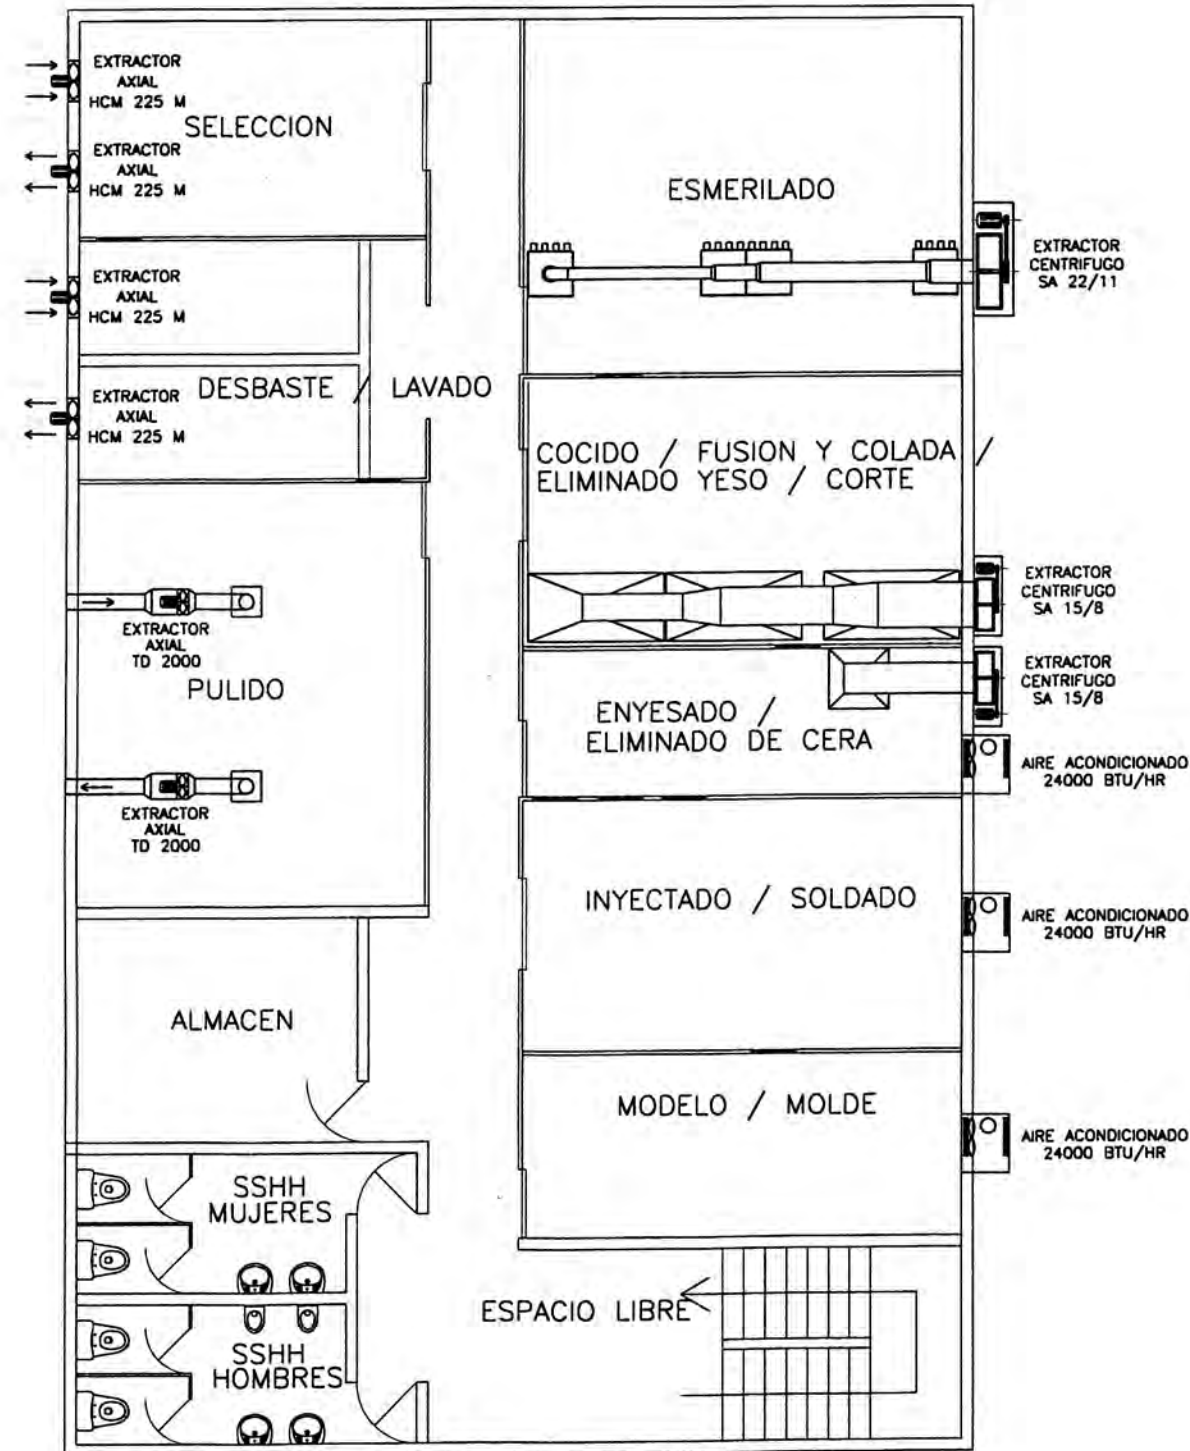 EXTRACTOR
AXIAL
HCM 225 M
SELECCION
EXTRACTOR
AXIAL
HCM 225 M
EXTRACTOR
AXIAL
HCM 225 M
DESBASTE / LAVADO
EXTRACTOR
AXIAL
HCM 225 M
EXTRACTOR
AXIAL
TD 2000
PULIDO
EXTRACTOR
AXIAL
TD 2000
ALMACEN
SSHH
MUJERES
SSHH
HOMBRES
ESMERILADO
EXTRACTOR
CENTRIFUGO
SA 22/11
COCIDO / FUSION Y COLADA /
ELIMINADO YESO / CORTE
EXTRACTOR
CENTRIFUGO
SA 15/8
EXTRACTOR
CENTRIFUGO
SA 15/8
ENYESADO /
ELIMINADO DE CERA
AIRE ACONDICIONADO
24000 BTU/HR
INYECTADO / SOLDADO
AIRE ACONDICIONADO
24000 BTU/HR
MODELO / MOLDE
AIRE ACONDICIONADO
24000 BTU/HR
ESPACIO LIBRE